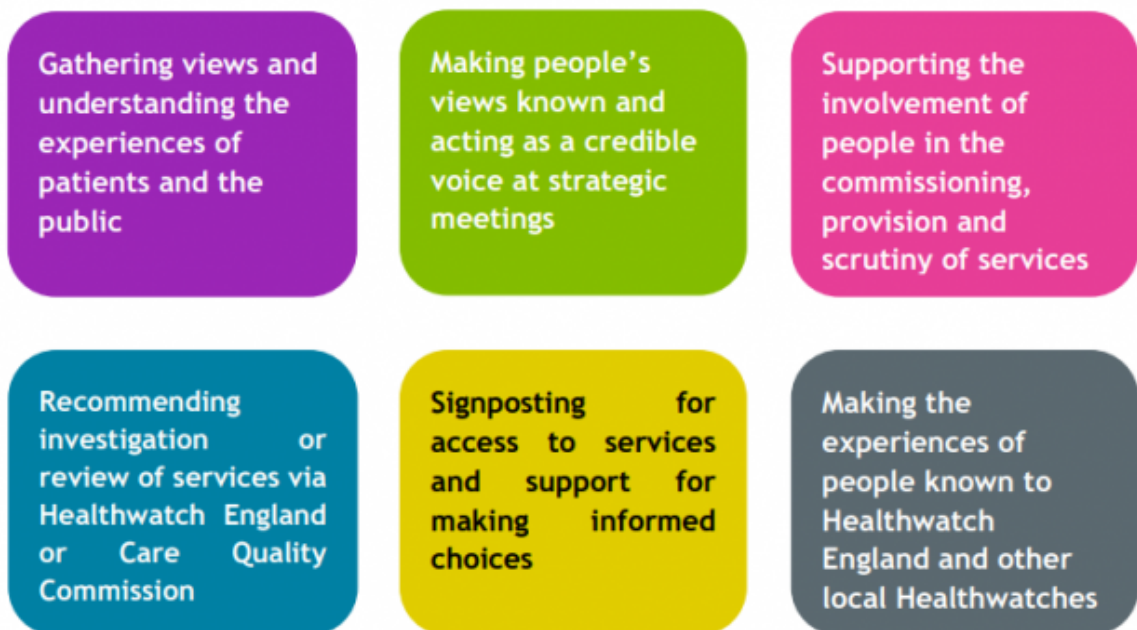 Gathering views and
understanding the
experiences of
patients and the
public
Making people's
views known and
acting as a credible
voice at strategic
meetings
Supporting the
involvement of
people in the
commissioning,
provision and
scrutiny of services
Recommending
investigation or
review of services via
Healthwatch England
or Care Quality
Commission
Signposting for
access to services
and support for
making informed
choices
Making the
experiences of
people known to
Healthwatch
England and other
local Healthwatches